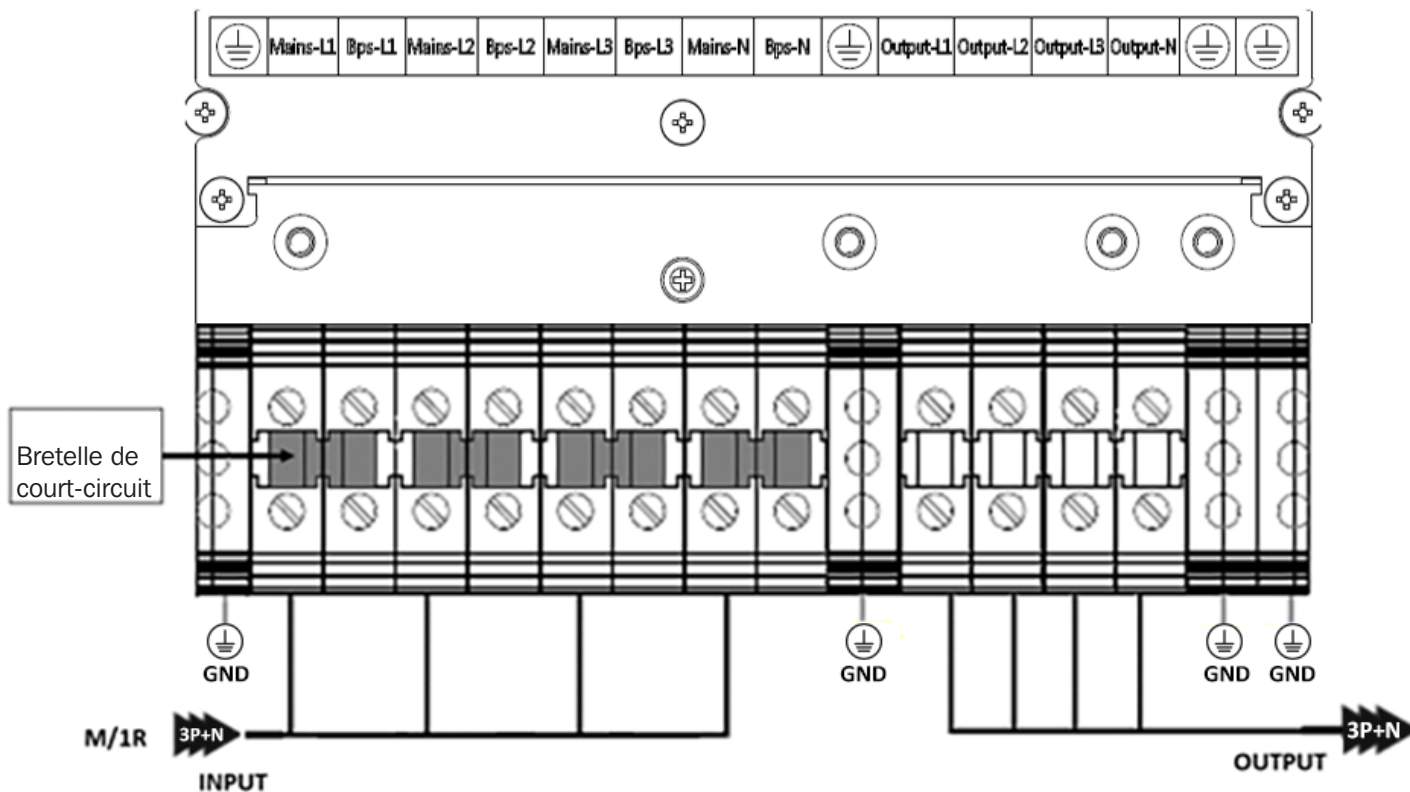 Mains-L1 Bps-L1 Mains-L2 Bps-L2 Mains-L3 Bps-L3 Mains-N Bps-N Output-L1 Output-L2 Output-L3 Output-N
Bretelle de
court-circuit
GND GND GND GND
M/1R 3P+N
INPUT
3P+N
OUTPUT